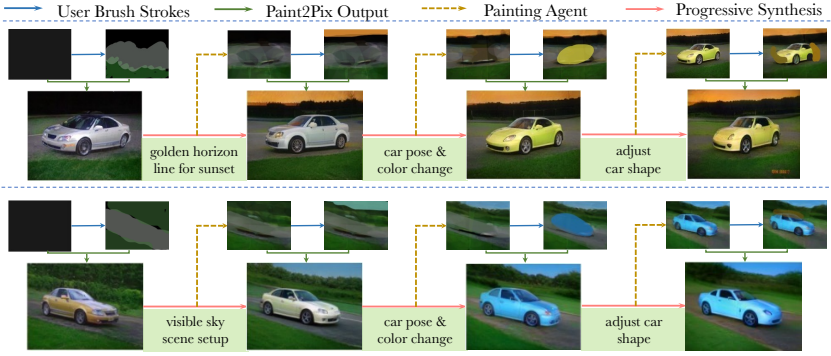 User Brush Strokes Paint2Pix Output Painting Agent Progressive Synthesis
golden horizon
line for sunset
car pose &
color change
adjust
car shape
visible sky
scene setup
car pose &
color change
adjust car
shape